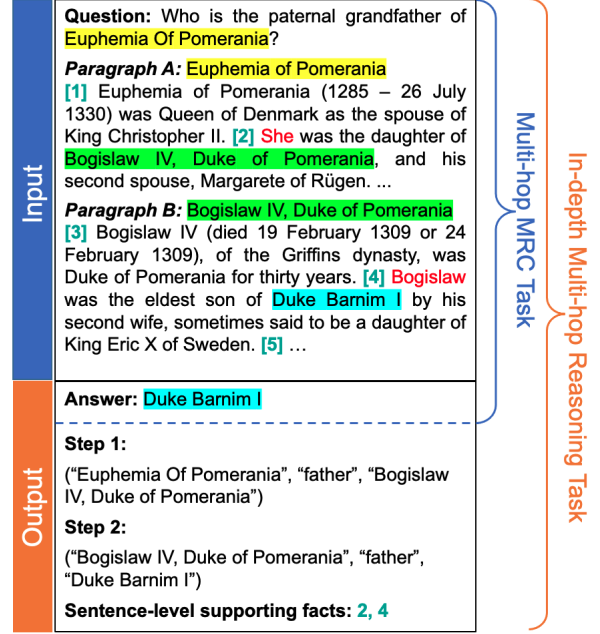 Question: Who is the paternal grandfather of
Euphemia Of Pomerania?
Paragraph A: Euphemia of Pomerania
[1] Euphemia of Pomerania (1285 – 26 July
1330) was Queen of Denmark as the spouse of
King Christopher II. [2] She was the daughter of
Bogislaw IV, Duke of Pomerania, and his
second spouse, Margarete of Rügen. ...
Paragraph B: Bogislaw IV, Duke of Pomerania
[3] Bogislaw IV (died 19 February 1309 or 24
February 1309), of the Griffins dynasty, was
Duke of Pomerania for thirty years. [4] Bogislaw
was the eldest son of Duke Barnim I by his
second wife, sometimes said to be a daughter of
King Eric X of Sweden. [5] ...
Answer: Duke Barnim I
Step 1:
(“Euphemia Of Pomerania”, “father”, “Bogislaw
IV, Duke of Pomerania”)
Step 2:
(“Bogislaw IV, Duke of Pomerania”, “father”,
“Duke Barnim I”)
Sentence-level supporting facts: 2, 4
Input
Output
Multi-hop MRC Task
In-depth Multi-hop Reasoning Task